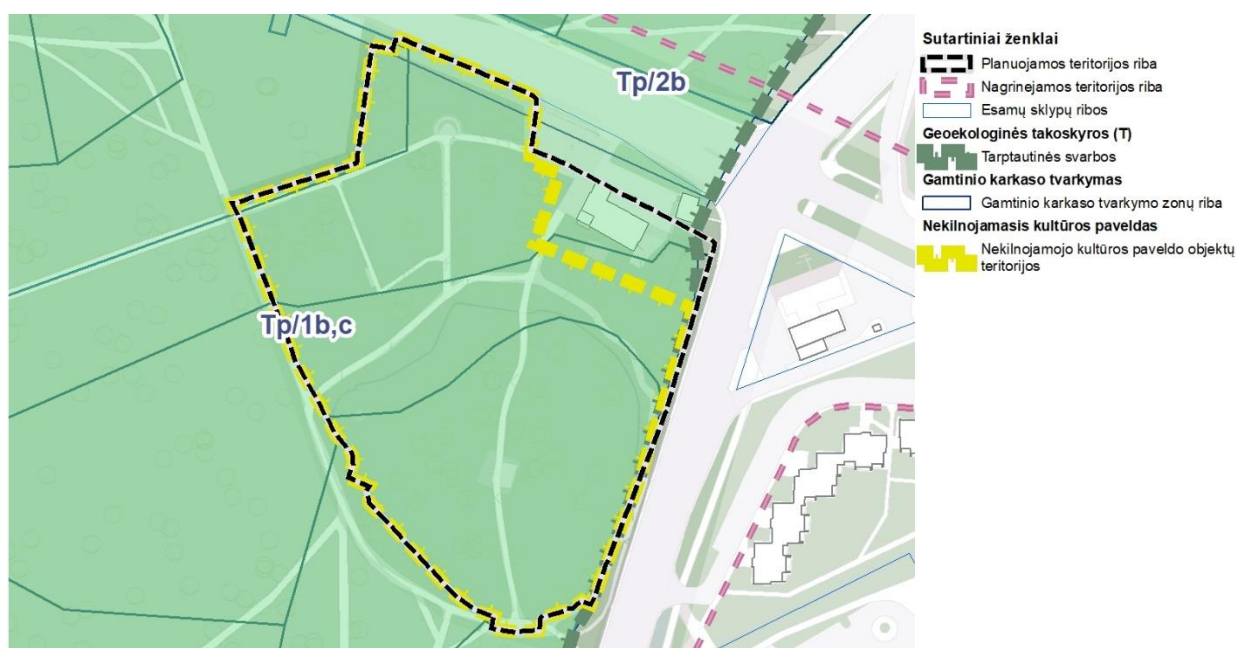 Tp/2b
Tp/1b,c
Sutartiniai ženklai
Planuojamos teritorijos riba
Nagrinejamos teritorijos riba
Esamų sklypų ribos
Geoekologinės takoskyros (T)
Tarptautinės svarbos
Gamtinio karkaso tvarkymas
Gamtinio karkaso tvarkymo zonų riba
Nekilnojamasis kultūros paveldas
Nekilnojamojo kultūros paveldo objektų
teritorijos